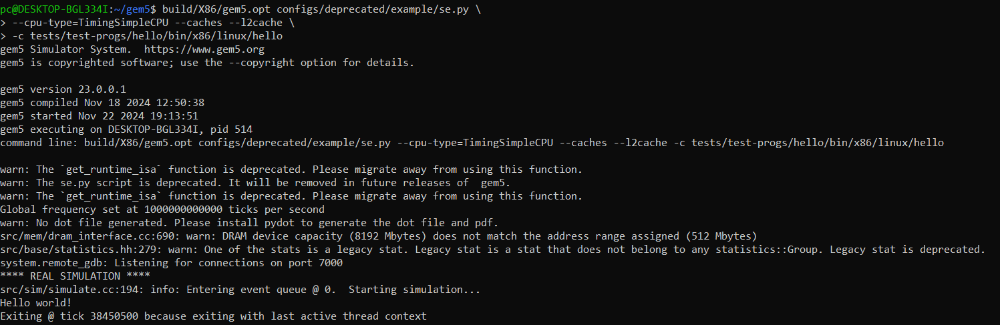 pc@DESKTOP-BGL334I:~/gem5$ build/X86/gem5.opt configs/deprecated/example/se.py \
> --cpu-type=TimingSimpleCPU --caches --l2cache \
> -c tests/test-progs/hello/bin/x86/linux/hello
gem5 Simulator System.  https://www.gem5.org
gem5 is copyrighted software; use the --copyright option for details.

gem5 version 23.0.0.1
gem5 compiled Nov 18 2024 12:50:38
gem5 started Nov 22 2024 19:13:51
gem5 executing on DESKTOP-BGL334I, pid 514
command line: build/X86/gem5.opt configs/deprecated/example/se.py --cpu-type=TimingSimpleCPU --caches --l2cache -c tests/test-progs/hello/bin/x86/linux/hello

warn: The `get_runtime_isa` function is deprecated. Please migrate away from using this function.
warn: The se.py script is deprecated. It will be removed in future releases of  gem5.
warn: The `get_runtime_isa` function is deprecated. Please migrate away from using this function.
Global frequency set at 1000000000000 ticks per second
warn: No dot file generated. Please install pydot to generate the dot file and pdf.
src/mem/dram_interface.cc:690: warn: DRAM device capacity (8192 Mbytes) does not match the address range assigned (512 Mbytes)
src/base/statistics.hh:279: warn: One of the stats is a legacy stat. Legacy stat is a stat that does not belong to any statistics::Group. Legacy stat is deprecated.
system.remote_gdb: Listening for connections on port 7000
**** REAL SIMULATION ****
src/sim/simulate.cc:194: info: Entering event queue @ 0.  Starting simulation...
Hello world!
Exiting @ tick 38450500 because exiting with last active thread context